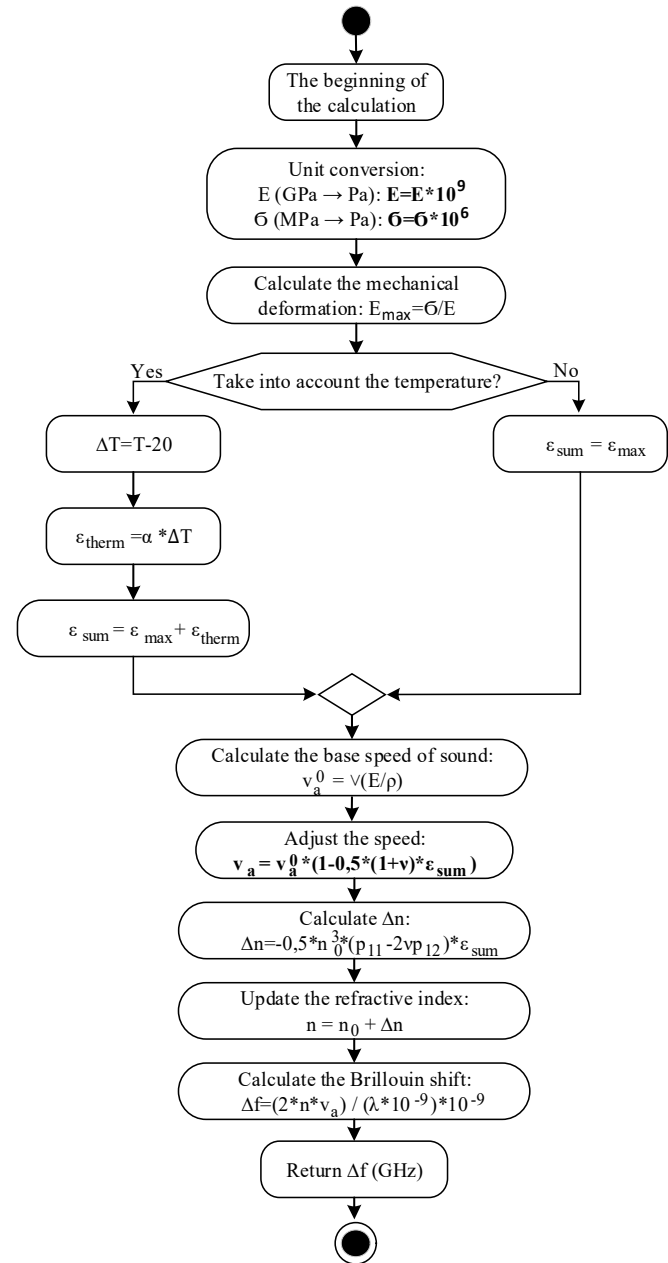 The beginning of
the calculation
Unit conversion:
E (GPa → Pa): E=E*10⁹
Ϭ (MPa → Pa): Ϭ=Ϭ*10⁶
Calculate the mechanical
deformation: E_max=Ϭ/E
Yes
Take into account the temperature?
No
ΔT=T-20
ε_sum = ε_max
ε_therm =α *ΔT
ε_sum = ε_max + ε_therm
Calculate the base speed of sound:
v_a^0 = √(E/ρ)
Adjust the speed:
v_a = v_a^0*(1-0,5*(1+ν)*ε_sum)
Calculate Δn:
Δn=-0,5*n_0^3*(p_11-2νp_12)*ε_sum
Update the refractive index:
n = n_0 + Δn
Calculate the Brillouin shift:
Δf=(2*n*v_a) / (λ*10⁻⁹)*10⁻⁹
Return Δf (GHz)